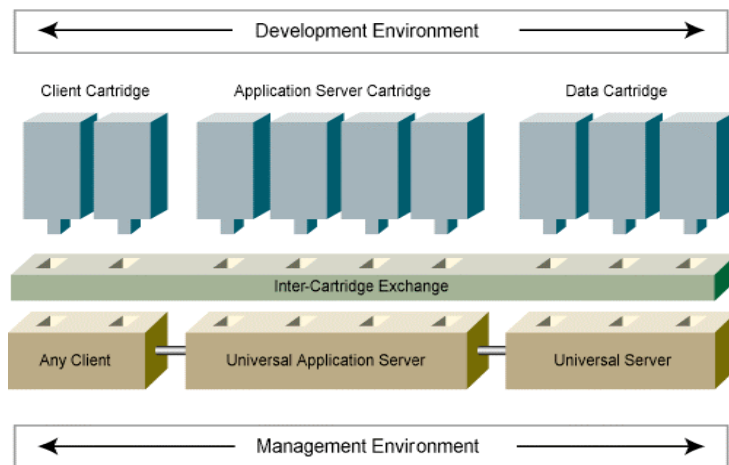 Development Environment
Client Cartridge
Application Server Cartridge
Data Cartridge
Inter-Cartridge Exchange
Any Client
Universal Application Server
Universal Server
Management Environment